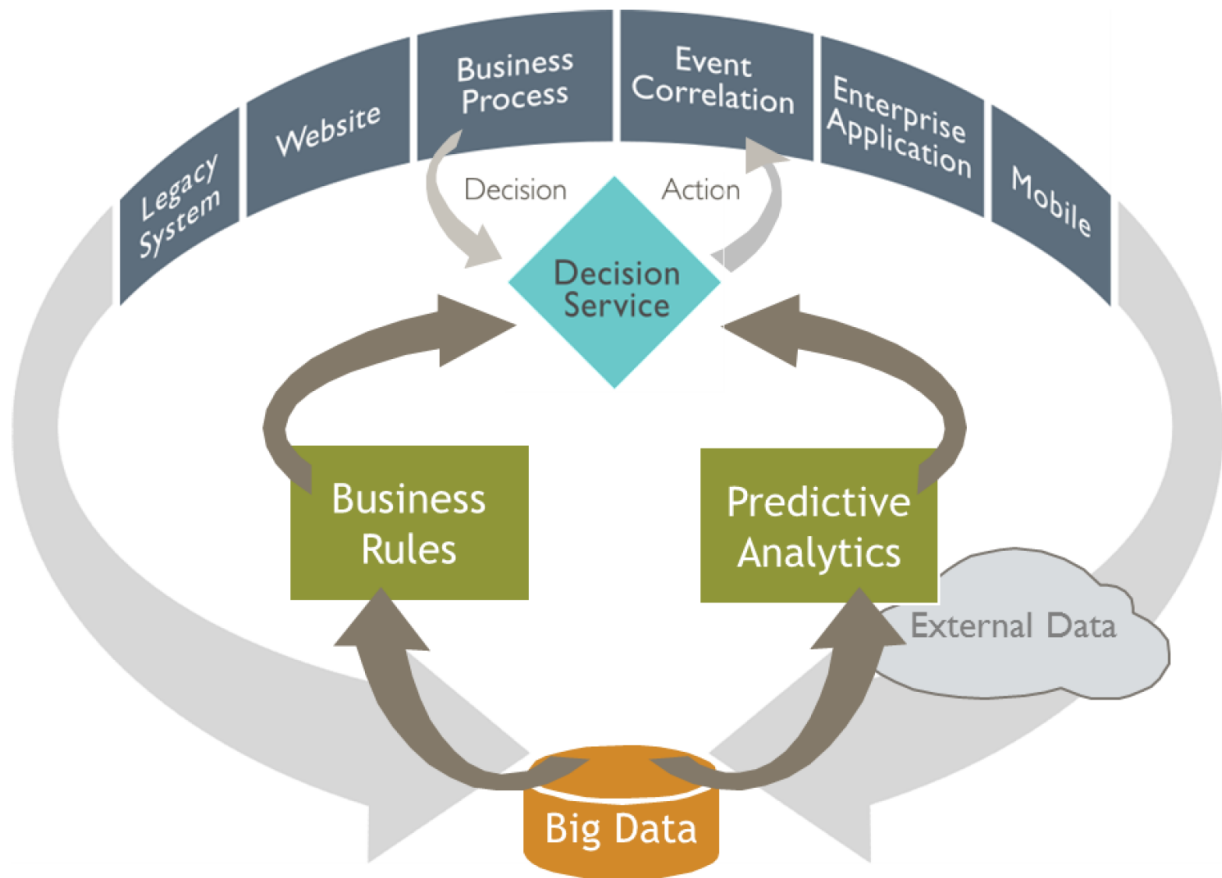 Legacy
System
Website
Business
Process
Event
Correlation
Enterprise
Application
Mobile
Decision
Action
Decision
Service
Business
Rules
Predictive
Analytics
External Data
Big Data